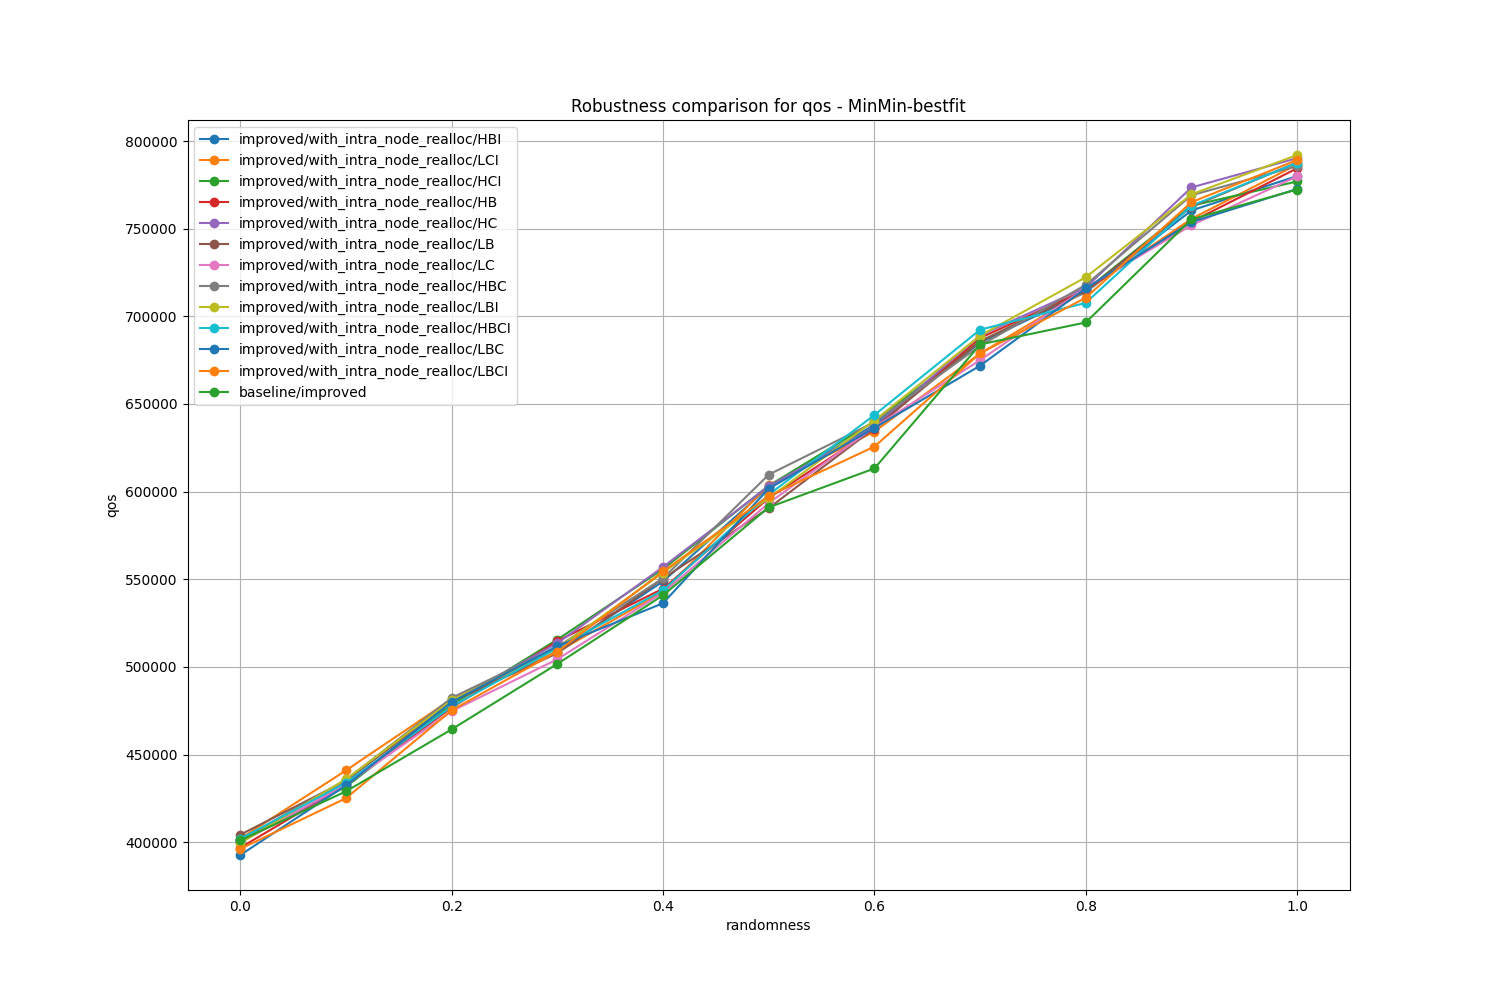 Robustness comparison for qos - MinMin-bestfit
improved/with_intra_node_realloc/HBI
improved/with_intra_node_realloc/LCI
improved/with_intra_node_realloc/HCI
improved/with_intra_node_realloc/HB
improved/with_intra_node_realloc/HC
improved/with_intra_node_realloc/LB
improved/with_intra_node_realloc/LC
improved/with_intra_node_realloc/HBC
improved/with_intra_node_realloc/LBI
improved/with_intra_node_realloc/HBCI
improved/with_intra_node_realloc/LBC
improved/with_intra_node_realloc/LBCI
baseline/improved
800000
750000
700000
650000
600000
550000
500000
450000
400000
qos
0.0 0.2 0.4 0.6 0.8 1.0
randomness